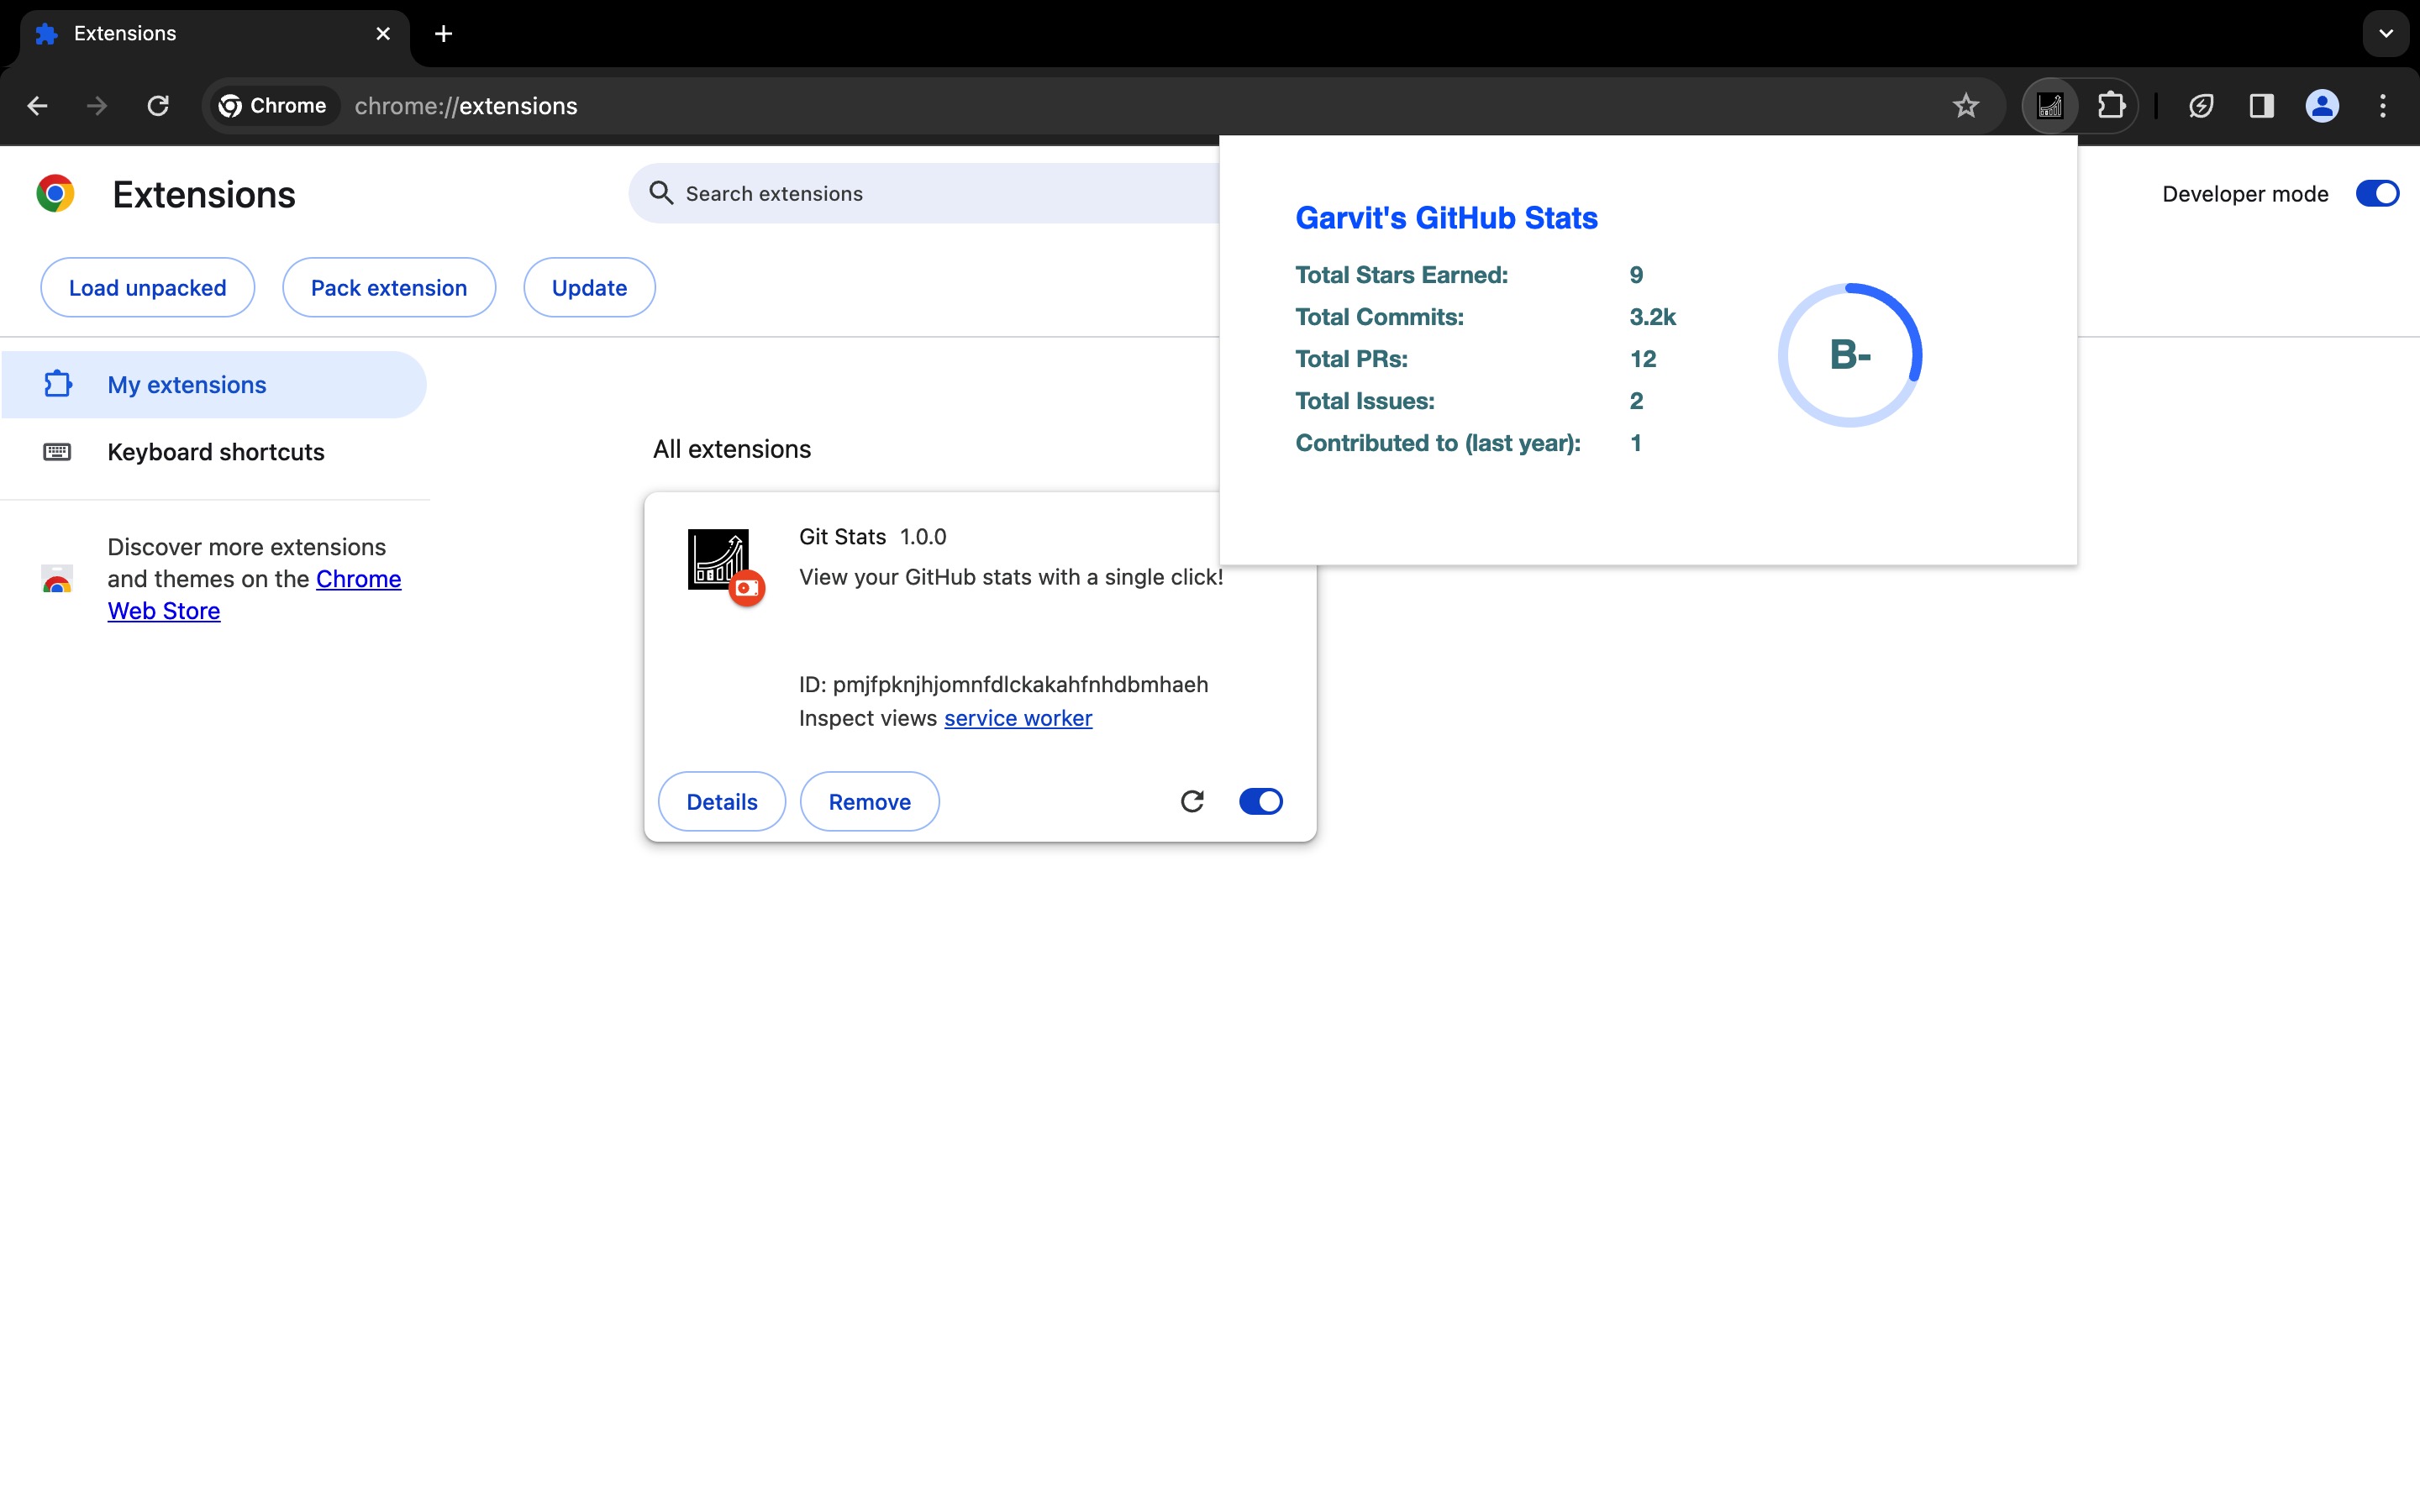 Extensions
Chrome
chrome://extensions
Extensions
Search extensions
Developer mode
Load unpacked
Pack extension
Update
Garvit's GitHub Stats
Total Stars Earned: 9
Total Commits: 3.2k
Total PRs: 12
Total Issues: 2
Contributed to (last year): 1
B-
My extensions
Keyboard shortcuts
Discover more extensions
and themes on the Chrome
Web Store
All extensions
Git Stats 1.0.0
View your GitHub stats with a single click!
ID: pmjfpknjhjomnfdlckakahfnhdbmhaeh
Inspect views service worker
Details
Remove